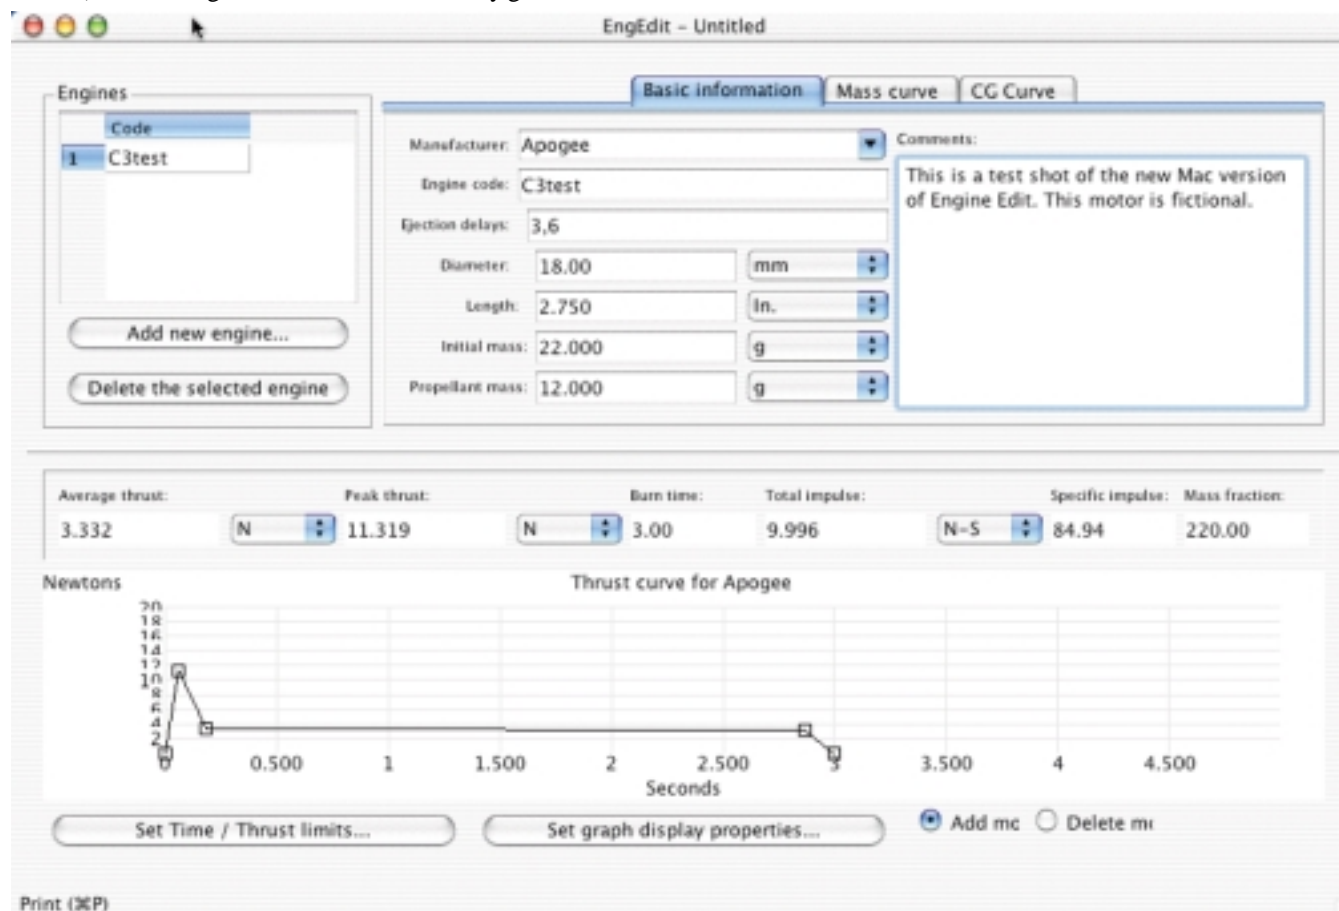 EngEdit – Untitled
Engines
Code
1 C3test
Add new engine...
Delete the selected engine
Basic information
Mass curve
CG Curve
Manufacturer: Apogee
Engine code: C3test
Ejection delays: 3,6
Diameter: 18.00 mm
Length: 2.750 In.
Initial mass: 22.000 g
Propellant mass: 12.000 g
Comments:
This is a test shot of the new Mac version
of Engine Edit. This motor is fictional.
Average thrust: Peak thrust: Burn time: Total impulse: Specific impulse: Mass fraction:
3.332 N 11.319 N 3.00 9.996 N-S 84.94 220.00
Newtons
Thrust curve for Apogee
20
18
16
14
12
10
8
6
4
2
0 0.500 1 1.500 2 2.500 3 3.500 4 4.500
Seconds
Set Time / Thrust limits...
Set graph display properties...
Add mo
Delete mo
Print (⌘P)